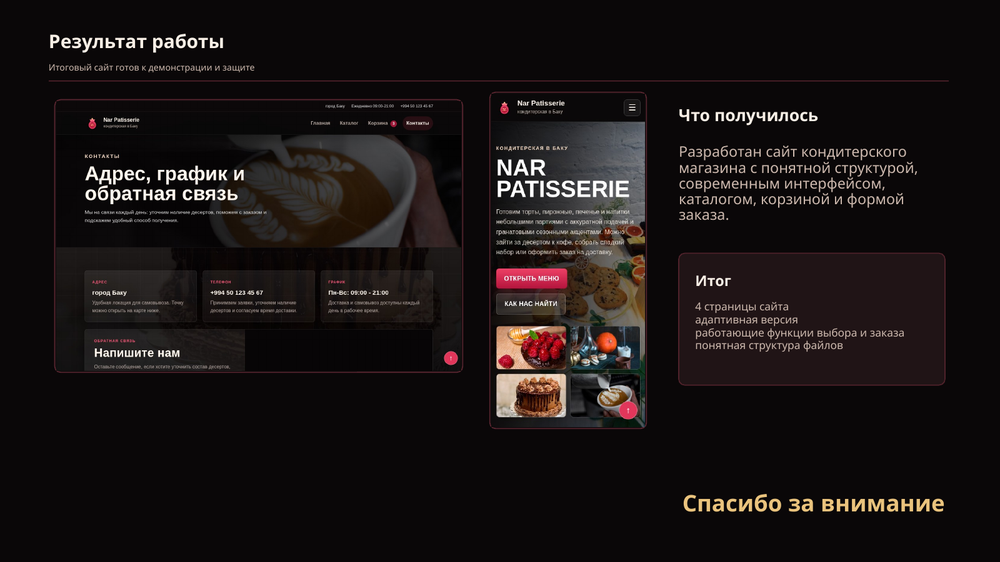 Результат работы
Итоговый сайт готов к демонстрации и защите
город Баку Ежедневно 09:00-21:00 +994 50 123 45 67
Nar Patisserie
кондитерская в Баку
Главная Каталог Корзина 3 Контакты
КОНТАКТЫ
Адрес, график и
обратная связь
Мы на связи каждый день: уточним наличие десертов, поможем с заказом и
подскажем удобный способ получения.
АДРЕС
город Баку
Удобная локация для самовывоза. Точку
можно открыть на карте ниже.
ТЕЛЕФОН
+994 50 123 45 67
Принимаем заявки, уточняем наличие
десертов и согласуем время доставки.
ГРАФИК
Пн-Вс: 09:00 - 21:00
Доставка и самовывоз доступны каждый
день в рабочее время.
ОБРАТНАЯ СВЯЗЬ
Напишите нам
Оставьте сообщение, если хотите уточнить состав десертов,
↑
Nar Patisserie
кондитерская в Баку
КОНДИТЕРСКАЯ В БАКУ
NAR
PATISSERIE
Готовим торты, пирожные, печенье и напитки
небольшими партиями с аккуратной подачей и
гранатовыми сезонными акцентами. Можно
зайти за десертом к кофе, собрать сладкий
набор или оформить заказ на доставку.
ОТКРЫТЬ МЕНЮ
КАК НАС НАЙТИ
↑
Что получилось
Разработан сайт кондитерского
магазина с понятной структурой,
современным интерфейсом,
каталогом, корзиной и формой
заказа.
Итог
4 страницы сайта
адаптивная версия
работающие функции выбора и заказа
понятная структура файлов
Спасибо за внимание